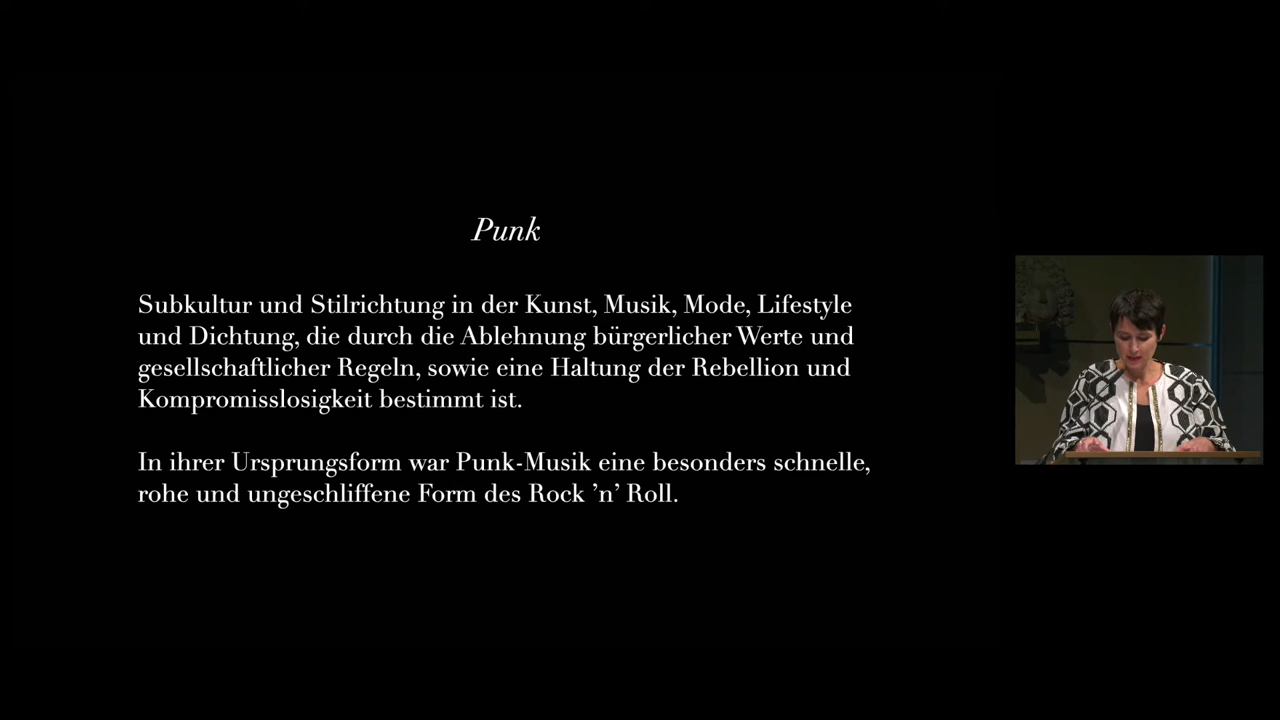 Punk
Subkultur und Stilrichtung in der Kunst, Musik, Mode, Lifestyle
und Dichtung, die durch die Ablehnung bürgerlicher Werte und
gesellschaftlicher Regeln, sowie eine Haltung der Rebellion und
Kompromisslosigkeit bestimmt ist.
In ihrer Ursprungsform war Punk-Musik eine besonders schnelle,
rohe und ungeschliffene Form des Rock ’n’ Roll.